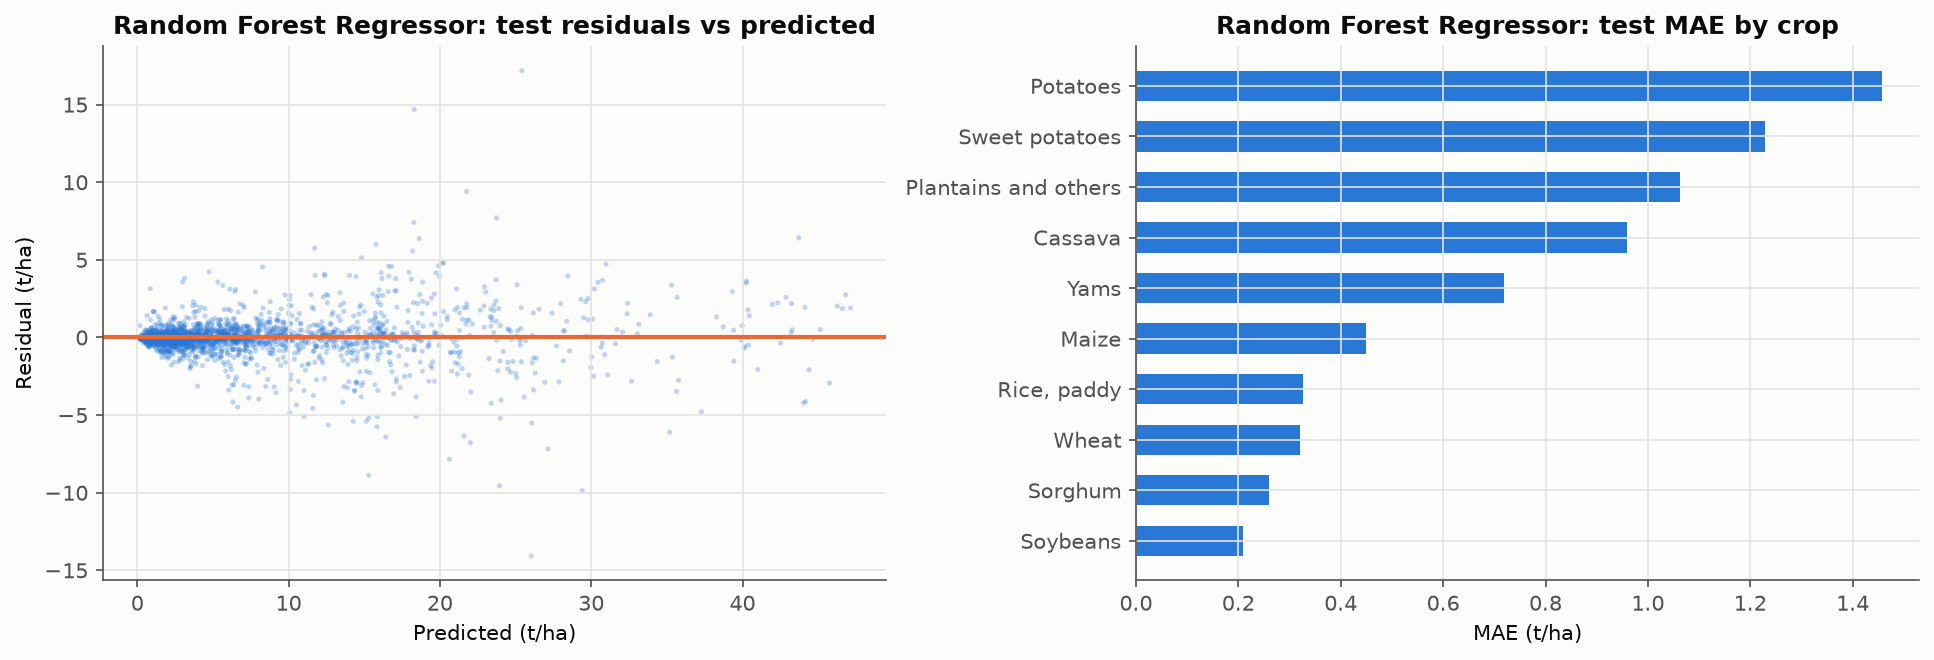 Random Forest Regressor: test residuals vs predicted
15
10
5
0
−5
−10
−15
Residual (t/ha)
0
10
20
30
40
Predicted (t/ha)
Random Forest Regressor: test MAE by crop
Potatoes
Sweet potatoes
Plantains and others
Cassava
Yams
Maize
Rice, paddy
Wheat
Sorghum
Soybeans
0.0
0.2
0.4
0.6
0.8
1.0
1.2
1.4
MAE (t/ha)